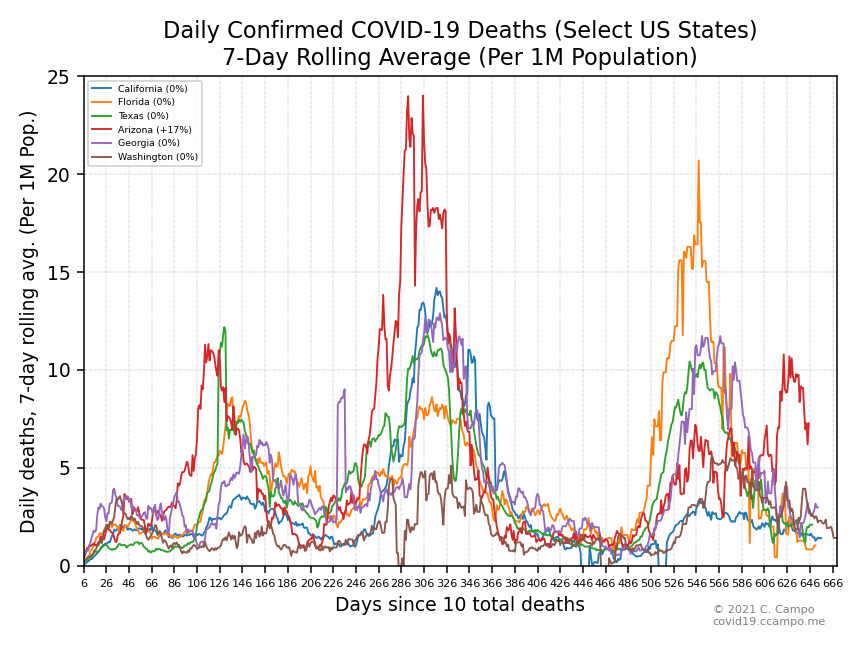 Daily Confirmed COVID-19 Deaths (Select US States)
7-Day Rolling Average (Per 1M Population)
Daily deaths, 7-day rolling avg. (Per 1M Pop.)
25
20
15
10
5
0
California (0%)
Florida (0%)
Texas (0%)
Arizona (+17%)
Georgia (0%)
Washington (0%)
6 26 46 66 86 106 126 146 166 186 206 226 246 266 286 306 326 346 366 386 406 426 446 466 486 506 526 546 566 586 606 626 646 666
Days since 10 total deaths
© 2021 C. Campo
covid19.ccampo.me